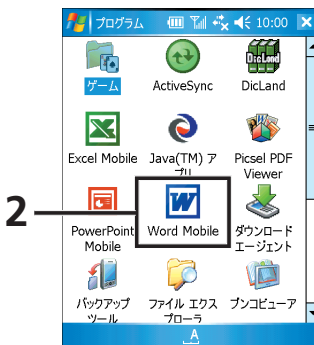 プログラム 10:00
DicLand
ゲーム ActiveSync DicLand
Excel Mobile Java(TM) ア Picsel PDF
プリ Viewer
2
PowerPoint Word Mobile ダウンロード
Mobile エージェント
バックアップ ファイル エクス ブンコビューア
ツール プローラ
A